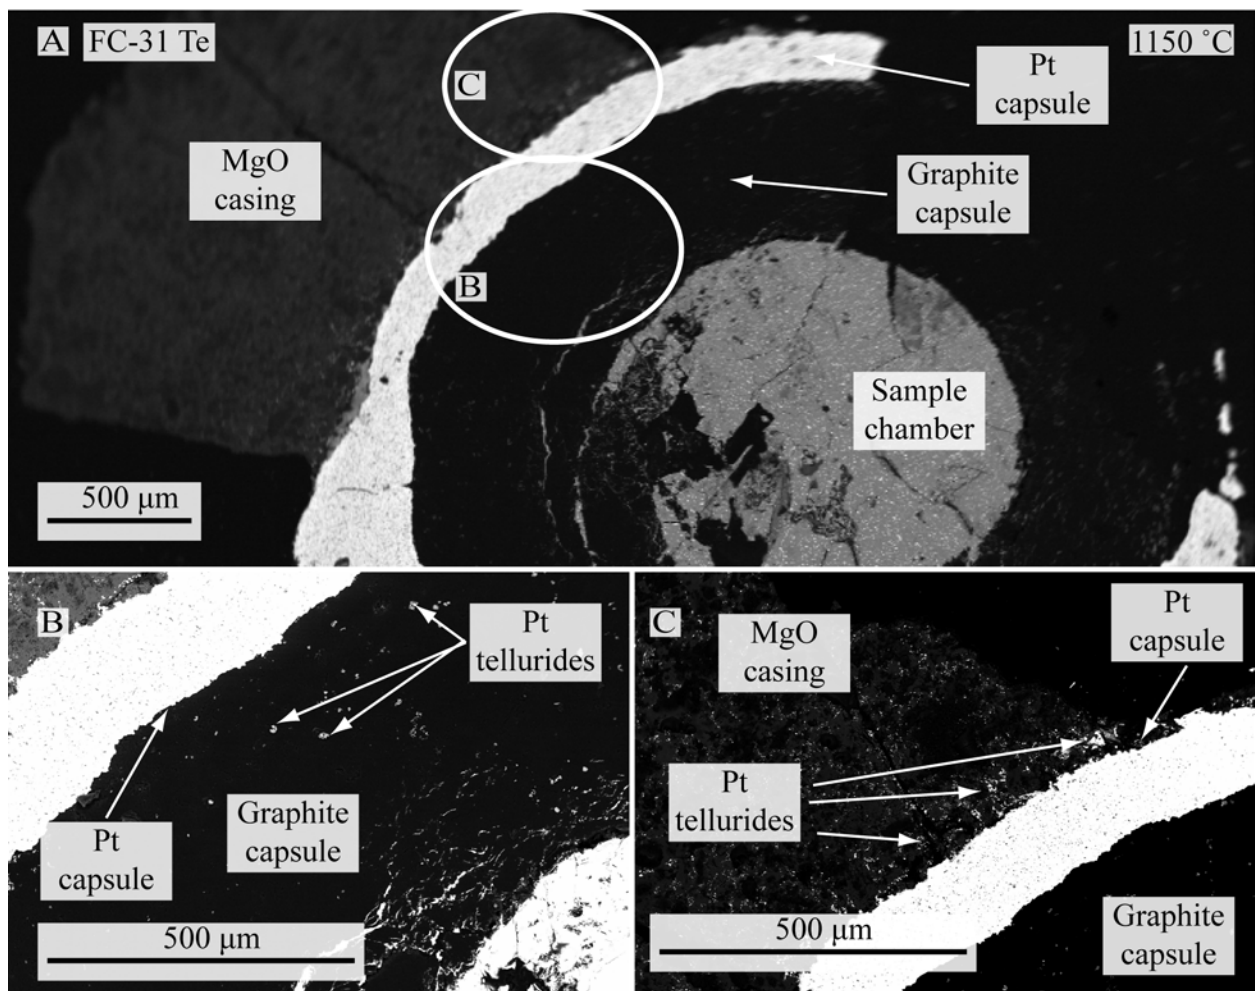 A
FC-31 Te
1150 °C
C
Pt
capsule
MgO
casing
Graphite
capsule
B
Sample
chamber
500 µm
B
Pt
tellurides
Graphite
capsule
Pt
capsule
500 µm
C
MgO
casing
Pt
capsule
Pt
tellurides
Graphite
capsule
500 µm